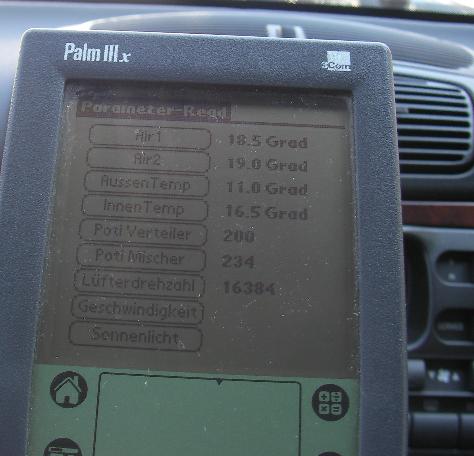 Palm IIIx
3Com
Parameter-Read
Air1 18.5 Grad
Air2 19.0 Grad
AussenTemp 11.0 Grad
InnenTemp 16.5 Grad
Poti Verteiler 200
Poti Mischer 234
Lüfterdrehzahl 16384
Geschwindigkeit
Sonnenlicht